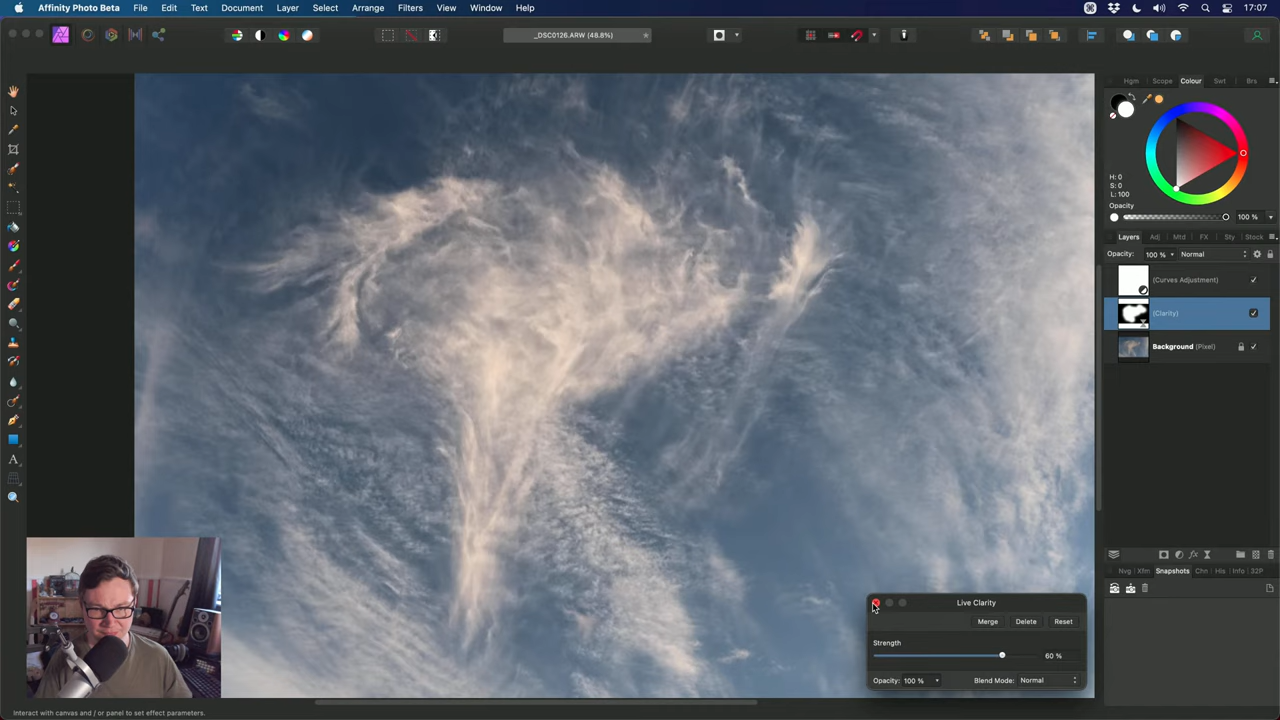 Affinity Photo Beta File Edit Text Document Layer Select Arrange Filters View Window Help 17:07
_DSC0126.ARW (48.8%)
Hgm Scope Colour Swt Brs
H: 0
S: 0
L: 100
Opacity
100 %
Layers Adj Mtd FX Sty Stock
Opacity: 100 % Normal
(Curves Adjustment)
(Clarity)
Background (Pixel)
Nvg Xfm Snapshots Chn His Info 32P
Live Clarity
Merge Delete Reset
Strength
60 %
Opacity: 100 % Blend Mode: Normal
Interact with canvas and / or panel to set effect parameters.